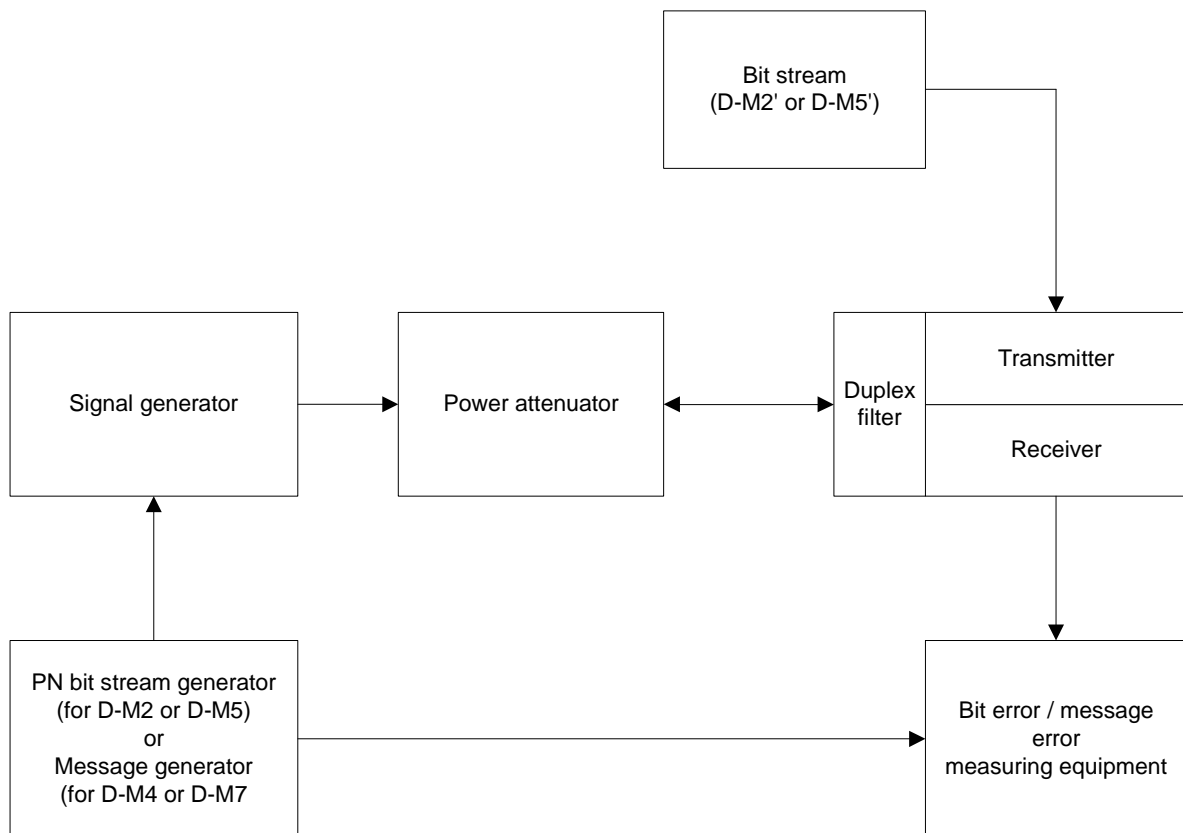 Bit stream
(D-M2' or D-M5')
Signal generator
Power attenuator
Duplex
filter
Transmitter
Receiver
PN bit stream generator
(for D-M2 or D-M5)
or
Message generator
(for D-M4 or D-M7
Bit error / message
error
measuring equipment